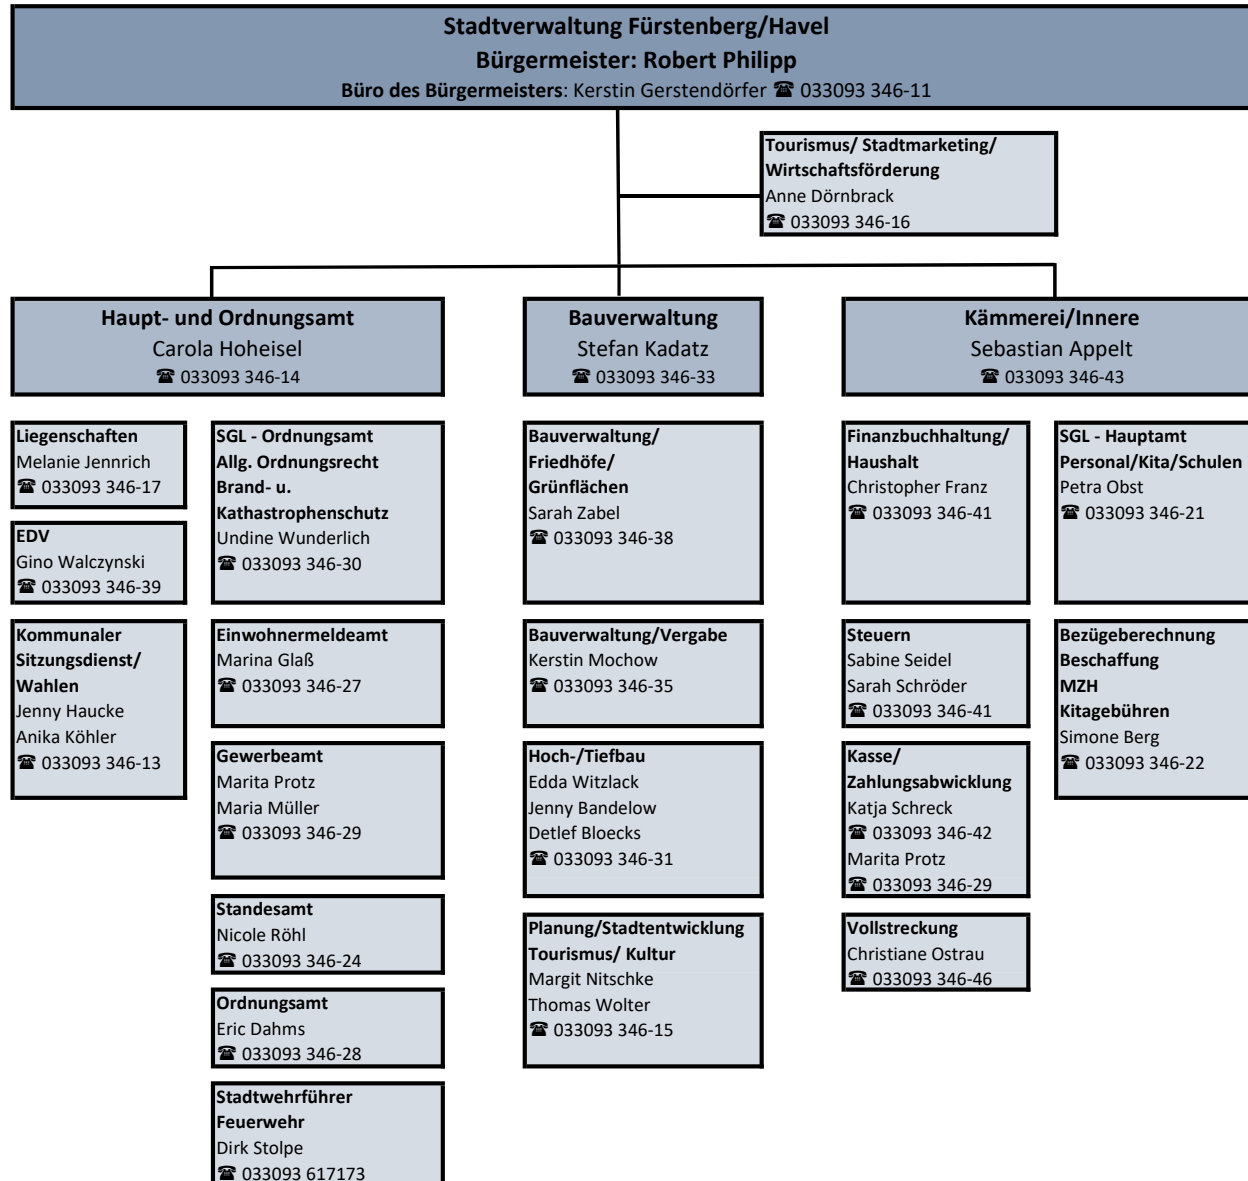 Stadtverwaltung Fürstenberg/Havel
Bürgermeister: Robert Philipp
Büro des Bürgermeisters: Kerstin Gerstendörfer ☎ 033093 346-11
Tourismus/ Stadtmarketing/
Wirtschaftsförderung
Anne Dörnbrack
☎ 033093 346-16
Haupt- und Ordnungsamt
Carola Hoheisel
☎ 033093 346-14
Bauverwaltung
Stefan Kadatz
☎ 033093 346-33
Kämmerei/Innere
Sebastian Appelt
☎ 033093 346-43
Liegenschaften
Melanie Jennrich
☎ 033093 346-17
EDV
Gino Walczynski
☎ 033093 346-39
Kommunaler
Sitzungsdienst/
Wahlen
Jenny Haucke
Anika Köhler
☎ 033093 346-13
SGL - Ordnungsamt
Allg. Ordnungsrecht
Brand- u.
Kathastrophenschutz
Undine Wunderlich
☎ 033093 346-30
Einwohnermeldeamt
Marina Glaß
☎ 033093 346-27
Gewerbeamt
Marita Protz
Maria Müller
☎ 033093 346-29
Standesamt
Nicole Röhl
☎ 033093 346-24
Ordnungsamt
Eric Dahms
☎ 033093 346-28
Stadtwehrführer
Feuerwehr
Dirk Stolpe
☎ 033093 617173
Bauverwaltung/
Friedhöfe/
Grünflächen
Sarah Zabel
☎ 033093 346-38
Bauverwaltung/Vergabe
Kerstin Mochow
☎ 033093 346-35
Hoch-/Tiefbau
Edda Witzlack
Jenny Bandelow
Detlef Bloecks
☎ 033093 346-31
Planung/Stadtentwicklung
Tourismus/ Kultur
Margit Nitschke
Thomas Wolter
☎ 033093 346-15
Finanzbuchhaltung/
Haushalt
Christopher Franz
☎ 033093 346-41
Steuern
Sabine Seidel
Sarah Schröder
☎ 033093 346-41
Kasse/
Zahlungsabwicklung
Katja Schreck
☎ 033093 346-42
Marita Protz
☎ 033093 346-29
Vollstreckung
Christiane Ostrau
☎ 033093 346-46
SGL - Hauptamt
Personal/Kita/Schulen
Petra Obst
☎ 033093 346-21
Bezügeberechnung
Beschaffung
MZH
Kitagebühren
Simone Berg
☎ 033093 346-22